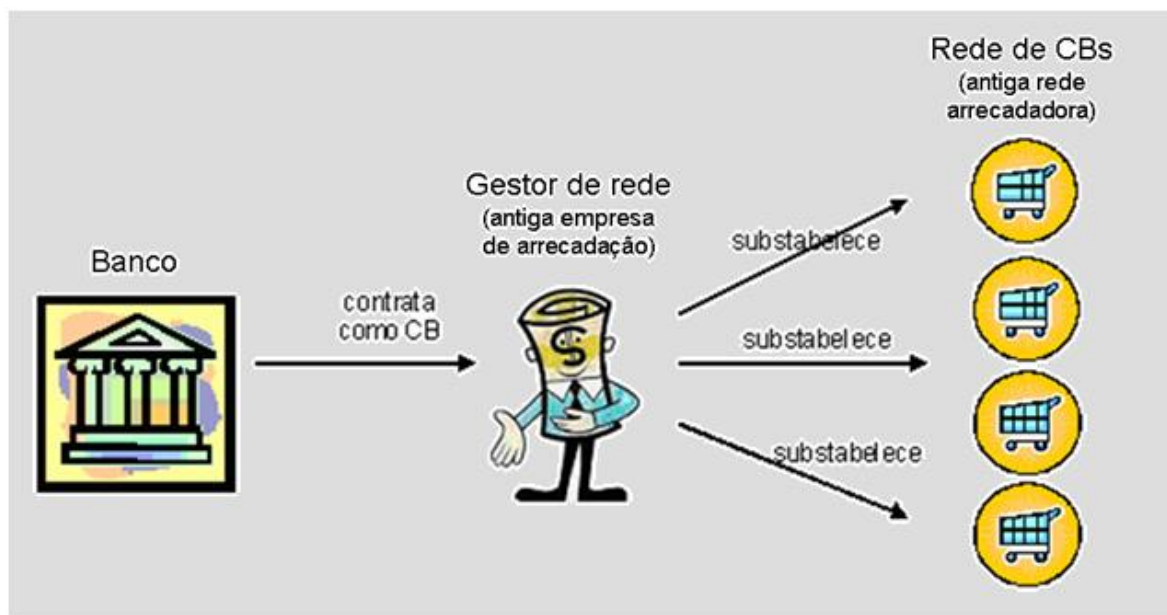 Banco
contrata
como CB
Gestor de rede
(antiga empresa
de arrecadação)
$
substabelece
substabelece
substabelece
Rede de CBs
(antiga rede
arrecadadora)